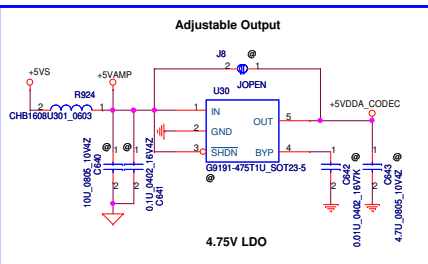 Adjustable Output
J8 @
+5VS
+5VAMP
2 1
R924
U30
JOPEN
2 1
CHB1608U301_0603
+5VDDA_CODEC
1 IN
OUT 5
2 GND
3 SHDN
BYP 4
G9191-475T1U_SOT23-5
@
1 2
C640
10U_0805_10V4Z
@
1 2
C641
0.1U_0402_16V4Z
@
1 2
C642
0.01U_0402_16V7K
@
1 2
C643
4.7U_0805_10V4Z
@
4.75V LDO